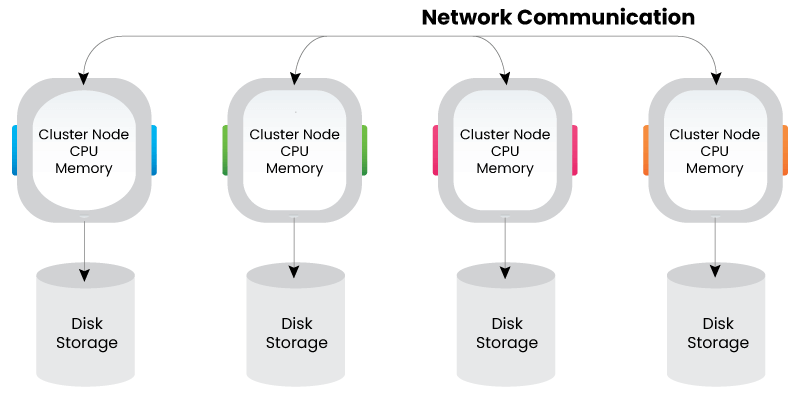 Network Communication
Cluster Node
CPU
Memory
Cluster Node
CPU
Memory
Cluster Node
CPU
Memory
Cluster Node
CPU
Memory
Disk
Storage
Disk
Storage
Disk
Storage
Disk
Storage